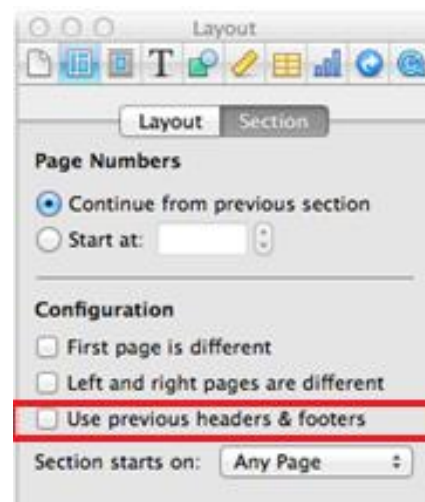 Layout
T
Layout Section
Page Numbers
Continue from previous section
Start at:
Configuration
First page is different
Left and right pages are different
Use previous headers & footers
Section starts on: Any Page